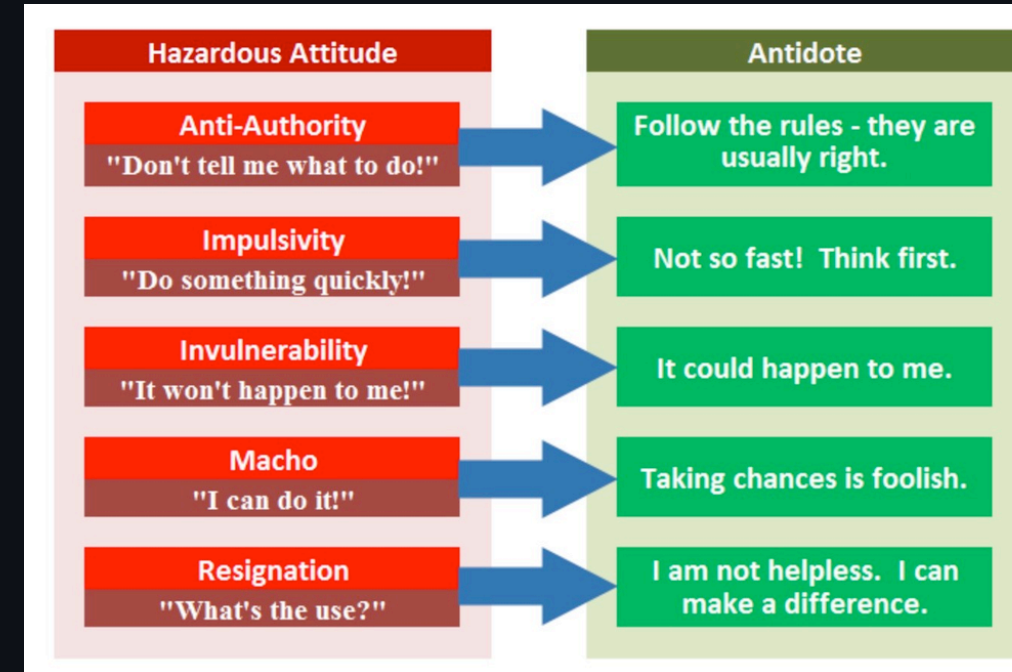 Hazardous Attitude
Antidote
Anti-Authority
"Don't tell me what to do!"
Follow the rules - they are
usually right.
Impulsivity
"Do something quickly!"
Not so fast!  Think first.
Invulnerability
"It won't happen to me!"
It could happen to me.
Macho
"I can do it!"
Taking chances is foolish.
Resignation
"What's the use?"
I am not helpless.  I can
make a difference.